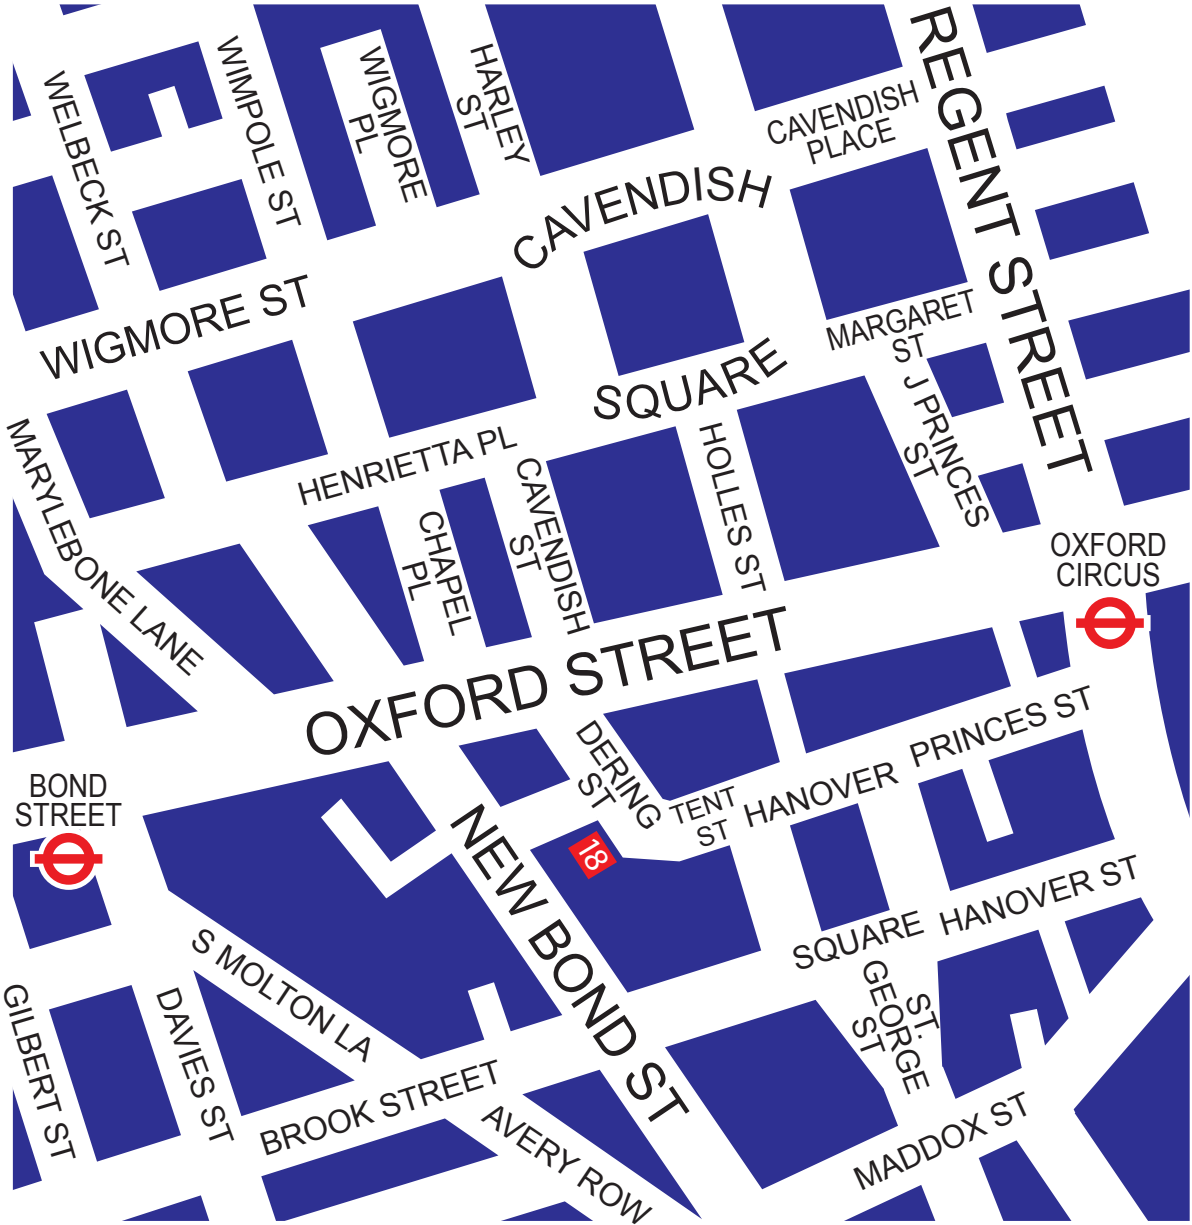 WELBECK ST
WIMPOLE ST
WIGMORE
PL
HARLEY
ST
CAVENDISH
PLACE
REGENT STREET
CAVENDISH
WIGMORE ST
MARGARET
ST
SQUARE
J PRINCES
ST
MARYLEBONE LANE
HENRIETTA PL
CHAPEL
PL
CAVENDISH
ST
HOLLES ST
OXFORD
CIRCUS
OXFORD STREET
BOND
STREET
DERING
ST
TENT
ST
HANOVER
PRINCES ST
18
NEW BOND ST
SQUARE
HANOVER ST
S MOLTON LA
ST.
GEORGE
ST
GILBERT ST
DAVIES ST
BROOK STREET
AVERY ROW
MADDOX ST